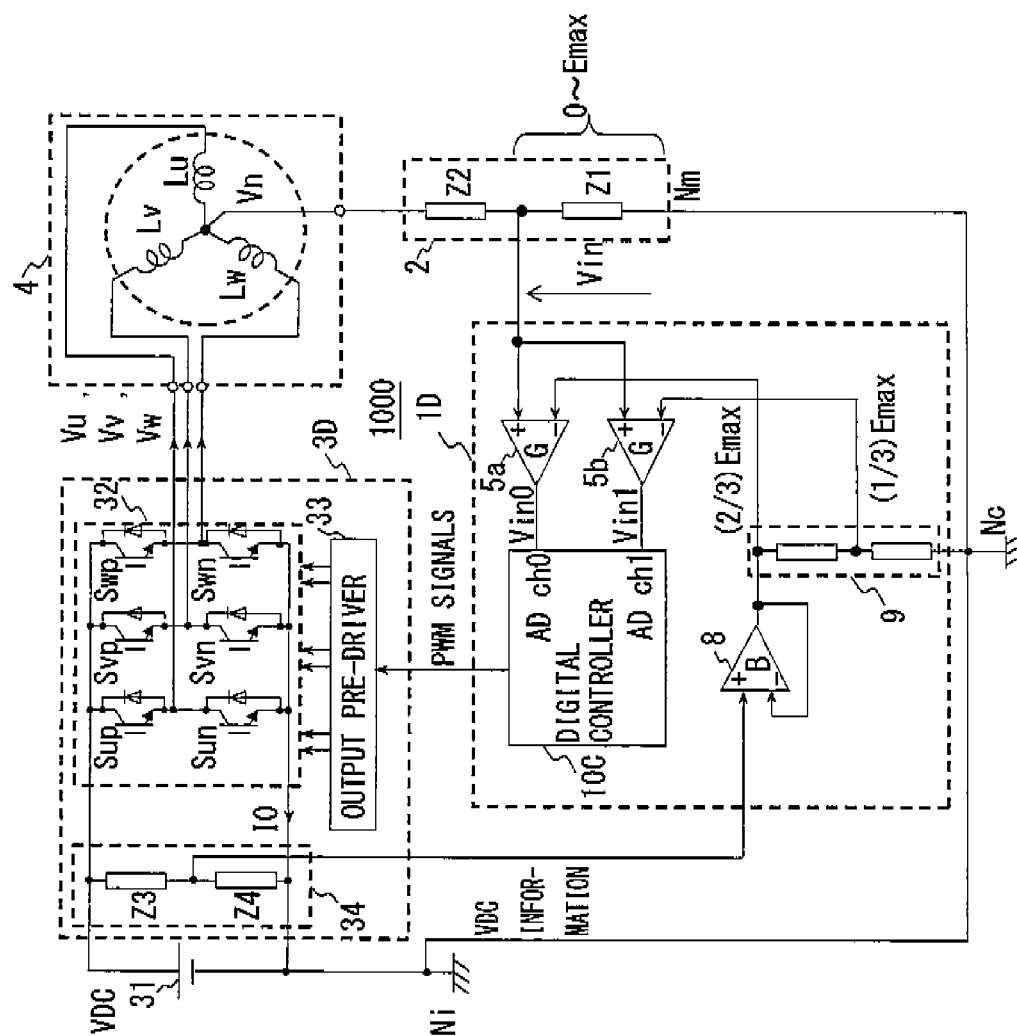 4
Lv
Lu
Vn
Lw
Vu,
Vv,
Vw
32
Sup
Svp
Swp
Sun
Svn
Swn
VDC
31
Z3
Z4
34
IO
Ni
OUTPUT PRE-DRIVER
33
3D
1000
PWM SIGNALS
VDC
INFOR-
MATION
2
Z2
Z1
Nm
0～Emax
Vin
1D
5a
+
−
G
5b
+
−
G
Vin0
Vin1
AD ch0
DIGITAL
CONTROLLER
AD ch1
10C
8
+
−
B
(2/3)Emax
(1/3)Emax
9
Nc